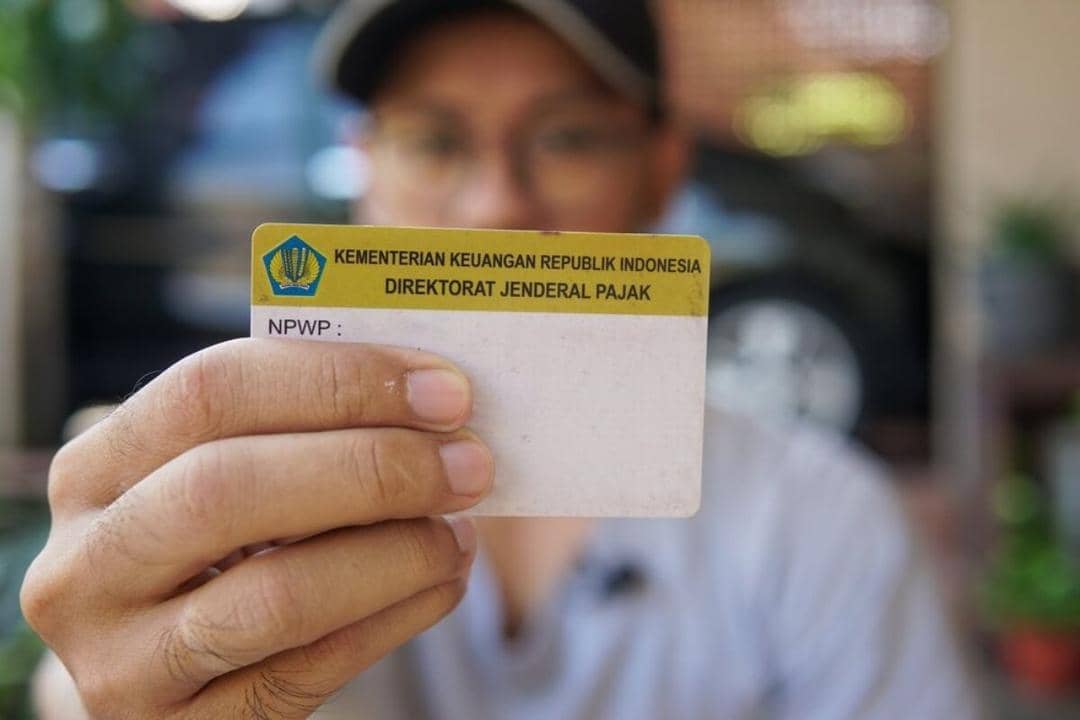 KEMENTERIAN KEUANGAN REPUBLIK INDONESIA
DIREKTORAT JENDERAL PAJAK
NPWP :